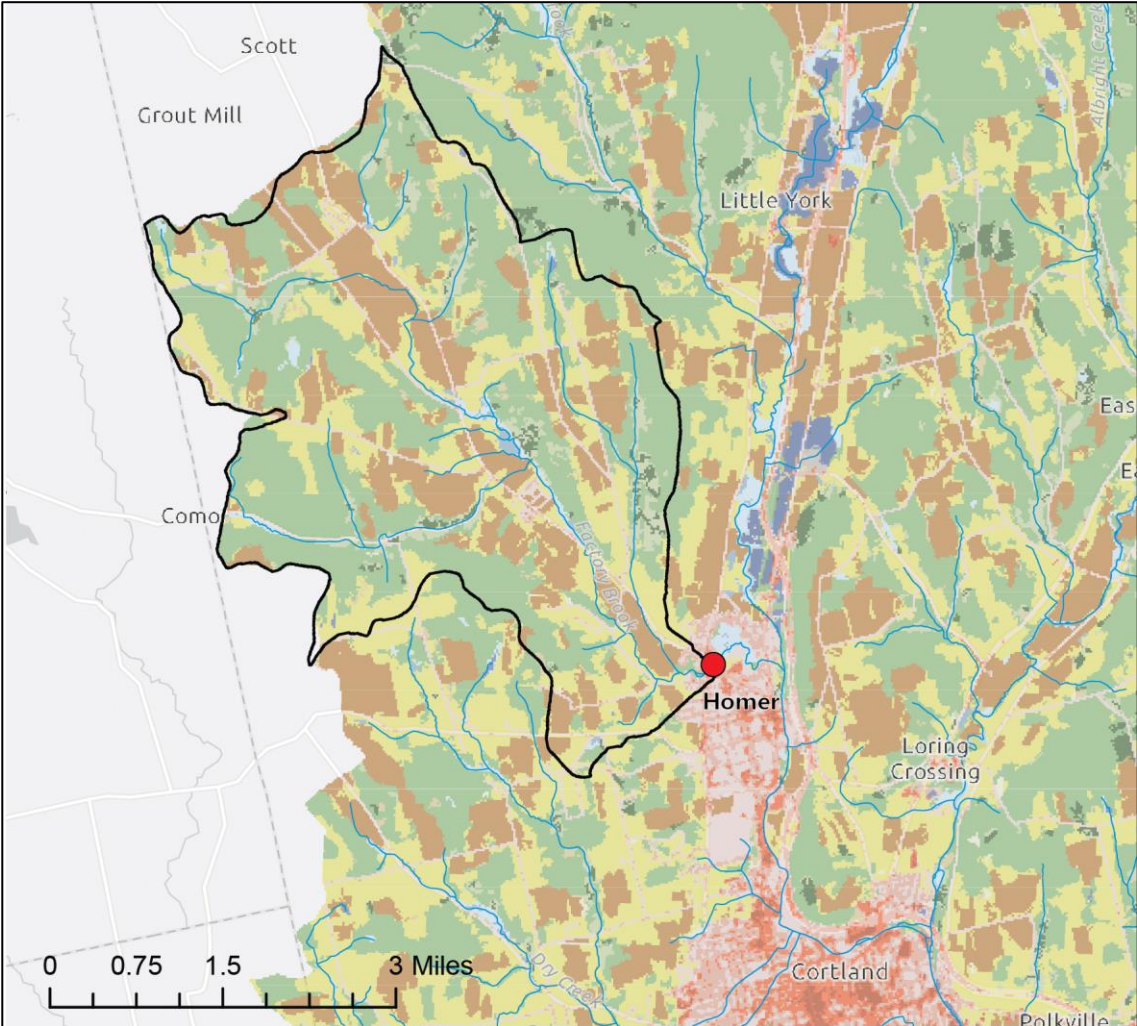 Scott
Grout Mill
Albright Creek
Little York
Como
Factory Brook
Homer
Loring
Crossing
0 0.75 1.5 3 Miles
Dry Creek
Cortland
Polkville